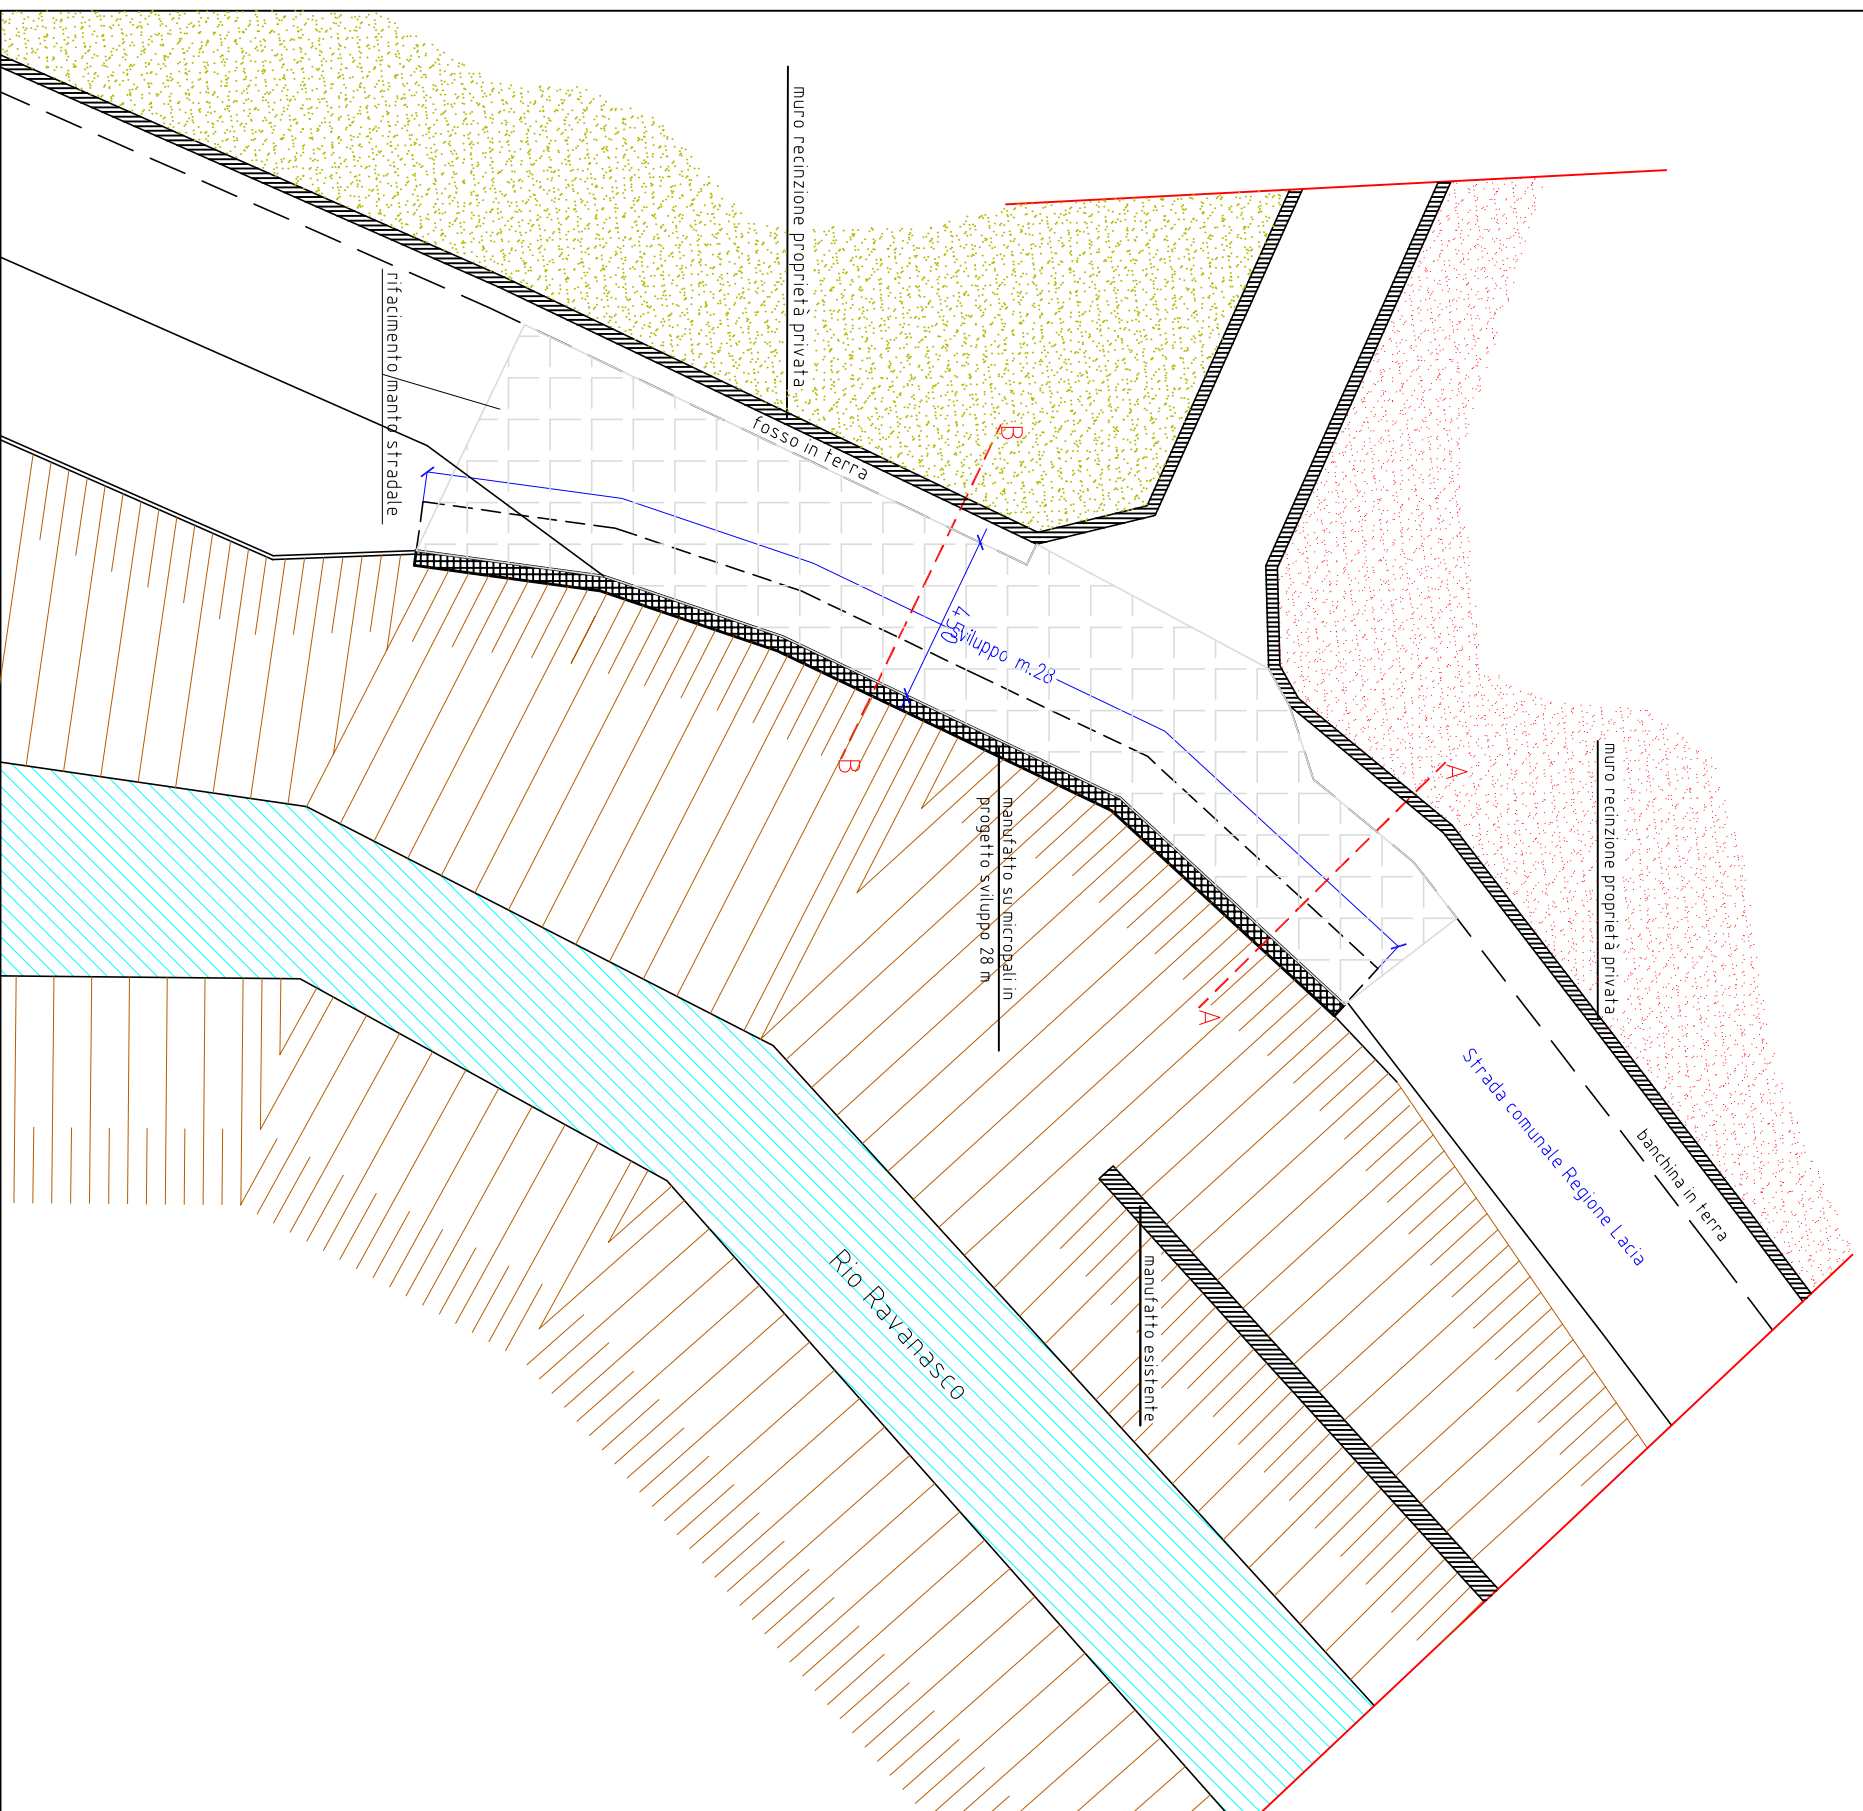 muro recinzione proprietà privata
rifacimento manto stradale
fosso in terra
B
4.50
sviluppo m.28
B
A
muro recinzione proprietà privata
manufatto su micropali in
progetto sviluppo 28 m
A
Strada comunale Regione Lacia
banchina in terra
Rio Ravanasco
manufatto esistente